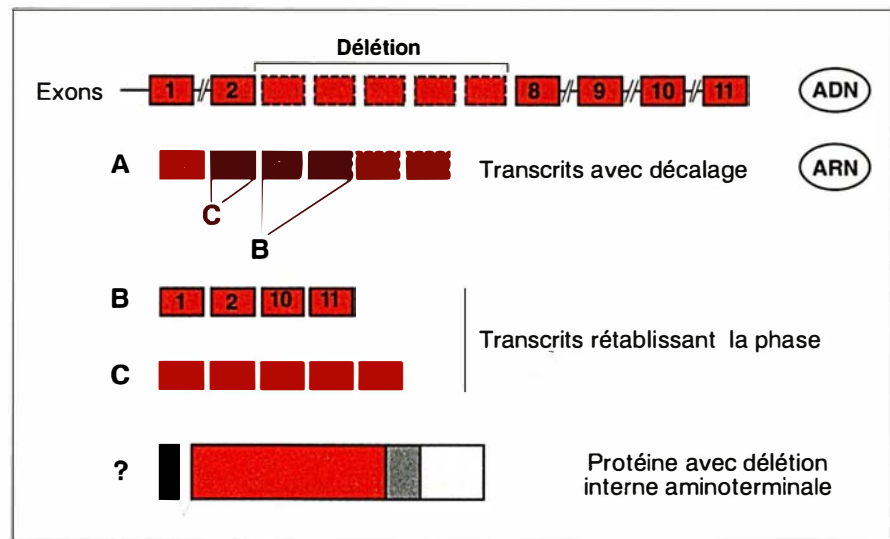 Délétion
Exons 1 2 8 9 10 11 ADN
A Transcrits avec décalage ARN
C
B
B 1 2 10 11
Transcrits rétablissant la phase
C
? Protéine avec délétion
interne aminoterminale